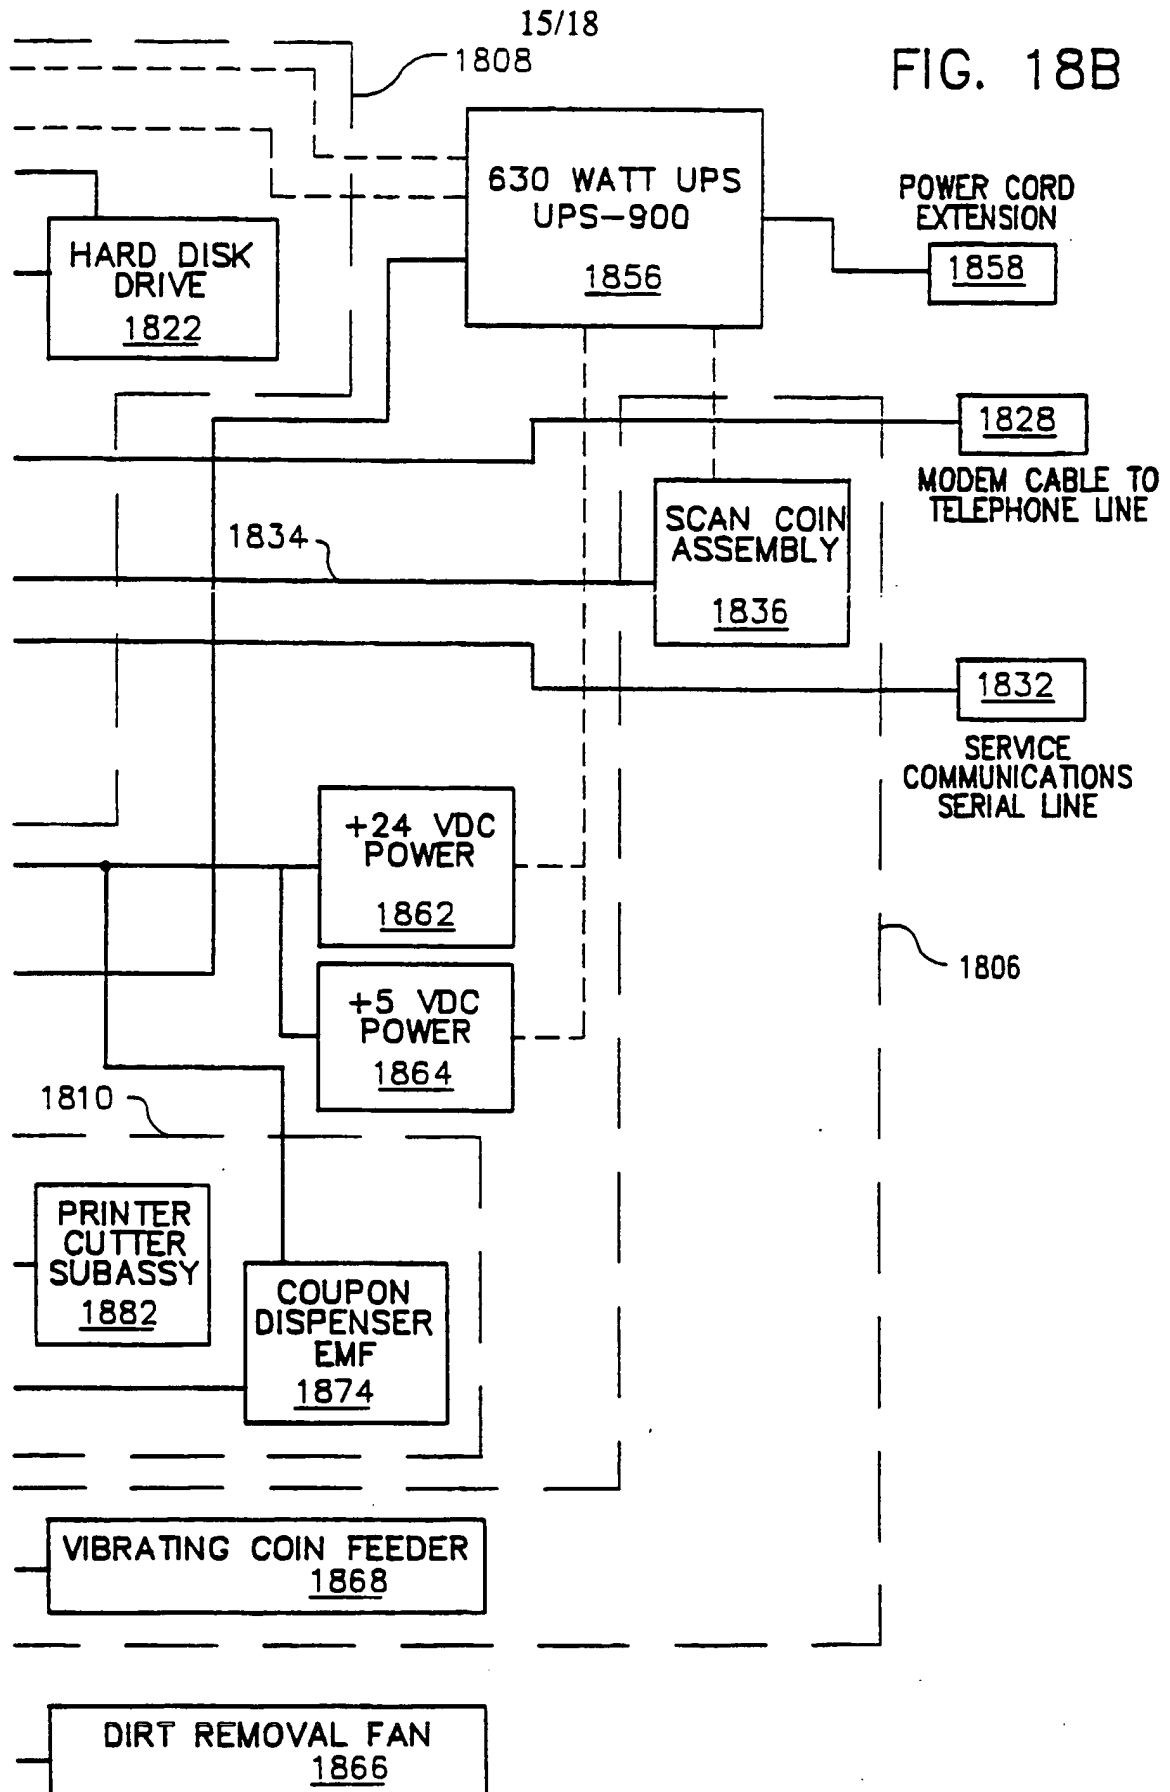 15/18
FIG. 18B
1808
630 WATT UPS
UPS-900
1856
POWER CORD
EXTENSION
1858
HARD DISK
DRIVE
1822
1828
MODEM CABLE TO
TELEPHONE LINE
SCAN COIN
ASSEMBLY
1836
1834
1832
SERVICE
COMMUNICATIONS
SERIAL LINE
+24 VDC
POWER
1862
1806
+5 VDC
POWER
1864
1810
PRINTER
CUTTER
SUBASSY
1882
COUPON
DISPENSER
EMF
1874
VIBRATING COIN FEEDER
1868
DIRT REMOVAL FAN
1866